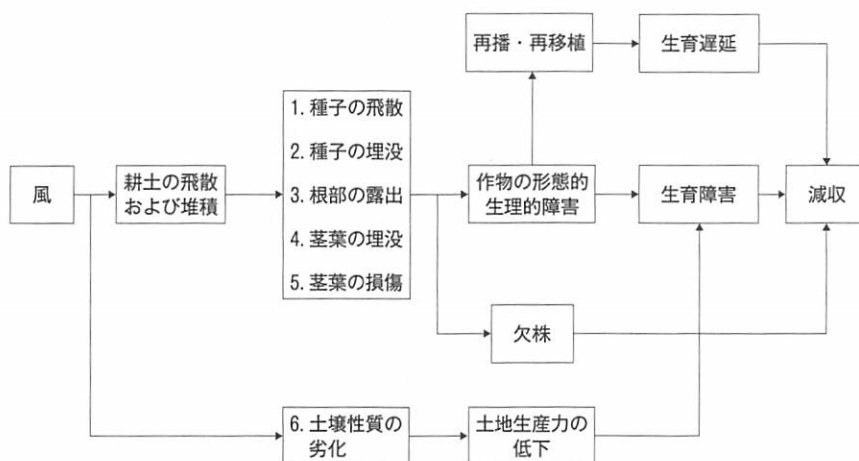 再播・再移植
生育遅延
1. 種子の飛散
2. 種子の埋没
3. 根部の露出
4. 茎葉の埋没
5. 茎葉の損傷
風
耕土の飛散
および堆積
作物の形態的
生理的障害
生育障害
減収
欠株
6. 土壌性質の
劣化
土地生産力の
低下